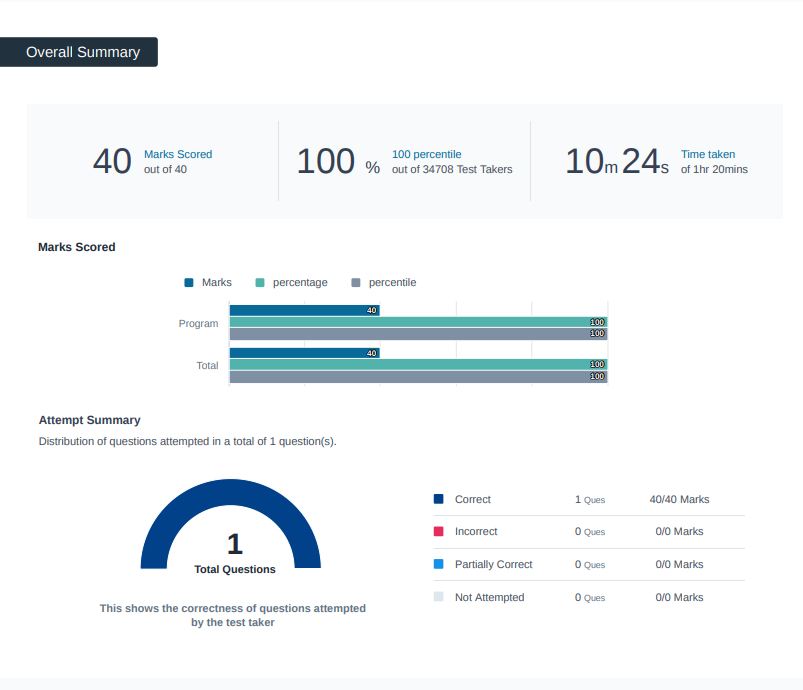 Overall Summary
40 Marks Scored out of 40
100 % 100 percentile out of 34708 Test Takers
10m 24s Time taken of 1hr 20mins
Marks Scored
Marks percentage percentile
Program 40 100 100
Total 40 100 100
Attempt Summary
Distribution of questions attempted in a total of 1 question(s).
1
Total Questions
This shows the correctness of questions attempted
by the test taker
Correct 1 Ques 40/40 Marks
Incorrect 0 Ques 0/0 Marks
Partially Correct 0 Ques 0/0 Marks
Not Attempted 0 Ques 0/0 Marks